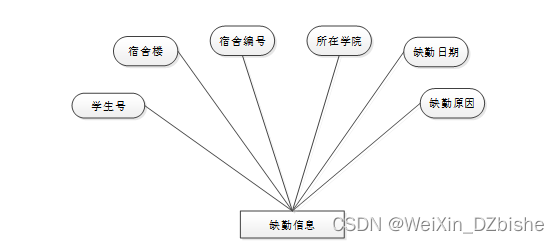 宿舍楼
宿舍编号
所在学院
缺勤日期
学生号
缺勤原因
缺勤信息
CSDN @WeiXin_DZbishe